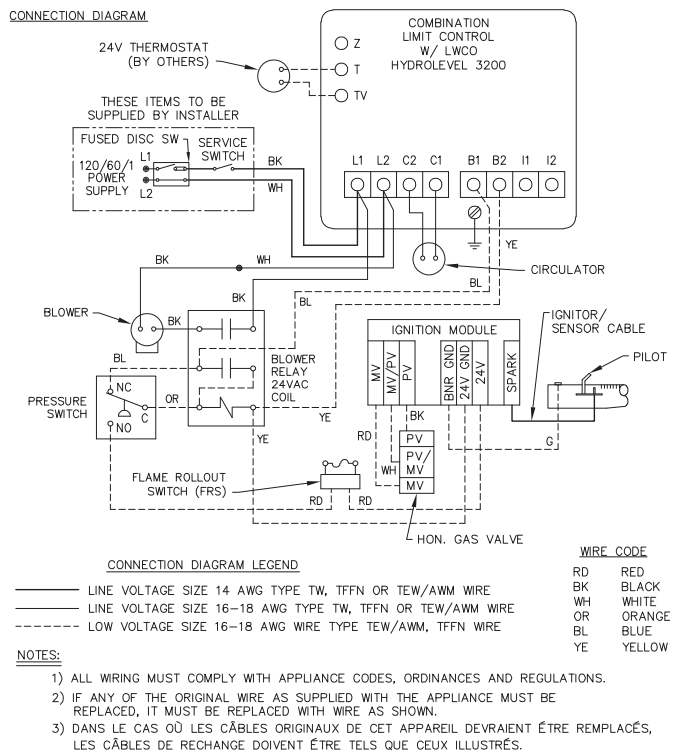 CONNECTION DIAGRAM
COMBINATION
LIMIT CONTROL
W/ LWCO
HYDROLEVEL 3200
Z
T
TV
24V THERMOSTAT
(BY OTHERS)
THESE ITEMS TO BE
SUPPLIED BY INSTALLER
FUSED DISC SW
SERVICE
SWITCH
L1
120/60/1
POWER
SUPPLY
L2
BK
WH
L1 L2 C2 C1 B1 B2 I1 I2
YE
CIRCULATOR
BL
BK
WH
BK
BL
BLOWER
BK
BLOWER
RELAY
24VAC
COIL
BL
PRESSURE
SWITCH
NC
C
NO
OR
YE
YE
IGNITION MODULE
MV
MV/PV
PV
BNR GND
24V GND
24V
SPARK
IGNITOR/
SENSOR CABLE
PILOT
G
BK
RD
WH
PV
PV/
MV
MV
FLAME ROLLOUT
SWITCH (FRS)
RD
RD
HON. GAS VALVE
CONNECTION DIAGRAM LEGEND
LINE VOLTAGE SIZE 14 AWG TYPE TW, TFFN OR TEW/AWM WIRE
LINE VOLTAGE SIZE 16-18 AWG TYPE TW, TFFN OR TEW/AWM WIRE
LOW VOLTAGE SIZE 16-18 AWG WIRE TYPE TEW/AWM, TFFN WIRE
WIRE CODE
RD RED
BK BLACK
WH WHITE
OR ORANGE
BL BLUE
YE YELLOW
NOTES:
1) ALL WIRING MUST COMPLY WITH APPLIANCE CODES, ORDINANCES AND REGULATIONS.
2) IF ANY OF THE ORIGINAL WIRE AS SUPPLIED WITH THE APPLIANCE MUST BE
REPLACED, IT MUST BE REPLACED WITH WIRE AS SHOWN.
3) DANS LE CAS OÙ LES CÂBLES ORIGINAUX DE CET APPAREIL DEVRAIENT ÉTRE REMPLACÉS,
LES CÂBLES DE RECHANGE DOIVENT ÉTRE TELS QUE CEUX ILLUSTRÉS.